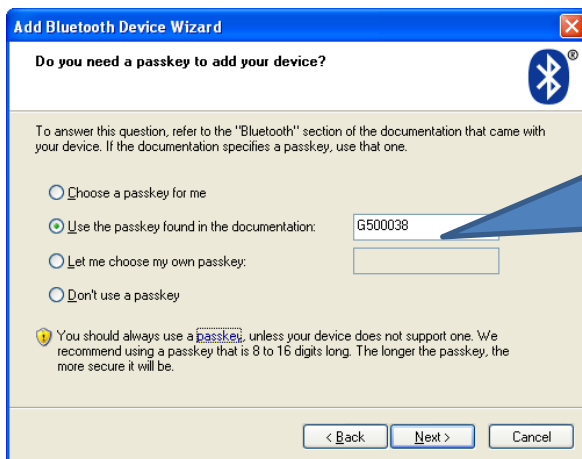 Add Bluetooth Device Wizard
Do you need a passkey to add your device?
®
To answer this question, refer to the "Bluetooth" section of the documentation that came with
your device. If the documentation specifies a passkey, use that one.
Choose a passkey for me
Use the passkey found in the documentation: G500038
Let me choose my own passkey:
Don't use a passkey
You should always use a passkey, unless your device does not support one. We
recommend using a passkey that is 8 to 16 digits long. The longer the passkey, the
more secure it will be.
< Back Next > Cancel